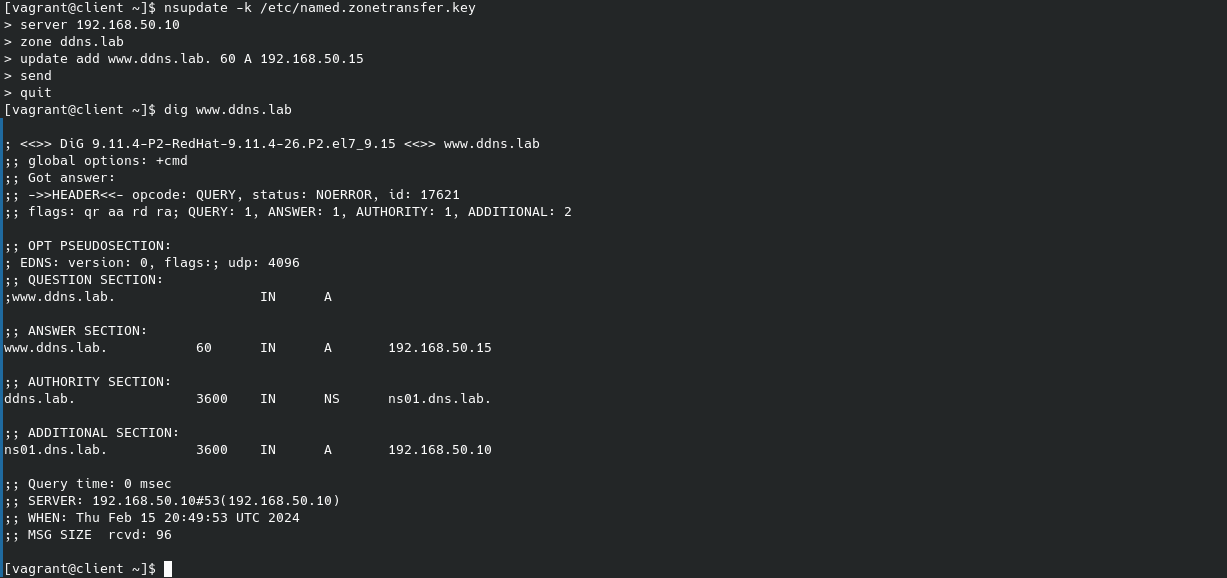 [vagrant@client ~]$ nsupdate -k /etc/named.zonetransfer.key
> server 192.168.50.10
> zone ddns.lab
> update add www.ddns.lab. 60 A 192.168.50.15
> send
> quit
[vagrant@client ~]$ dig www.ddns.lab
; <<>> DiG 9.11.4-P2-RedHat-9.11.4-26.P2.el7_9.15 <<>> www.ddns.lab
;; global options: +cmd
;; Got answer:
;; ->>HEADER<<- opcode: QUERY, status: NOERROR, id: 17621
;; flags: qr aa rd ra; QUERY: 1, ANSWER: 1, AUTHORITY: 1, ADDITIONAL: 2
;; OPT PSEUDOSECTION:
; EDNS: version: 0, flags:; udp: 4096
;; QUESTION SECTION:
;www.ddns.lab. IN A
;; ANSWER SECTION:
www.ddns.lab. 60 IN A 192.168.50.15
;; AUTHORITY SECTION:
ddns.lab. 3600 IN NS ns01.dns.lab.
;; ADDITIONAL SECTION:
ns01.dns.lab. 3600 IN A 192.168.50.10
;; Query time: 0 msec
;; SERVER: 192.168.50.10#53(192.168.50.10)
;; WHEN: Thu Feb 15 20:49:53 UTC 2024
;; MSG SIZE rcvd: 96
[vagrant@client ~]$